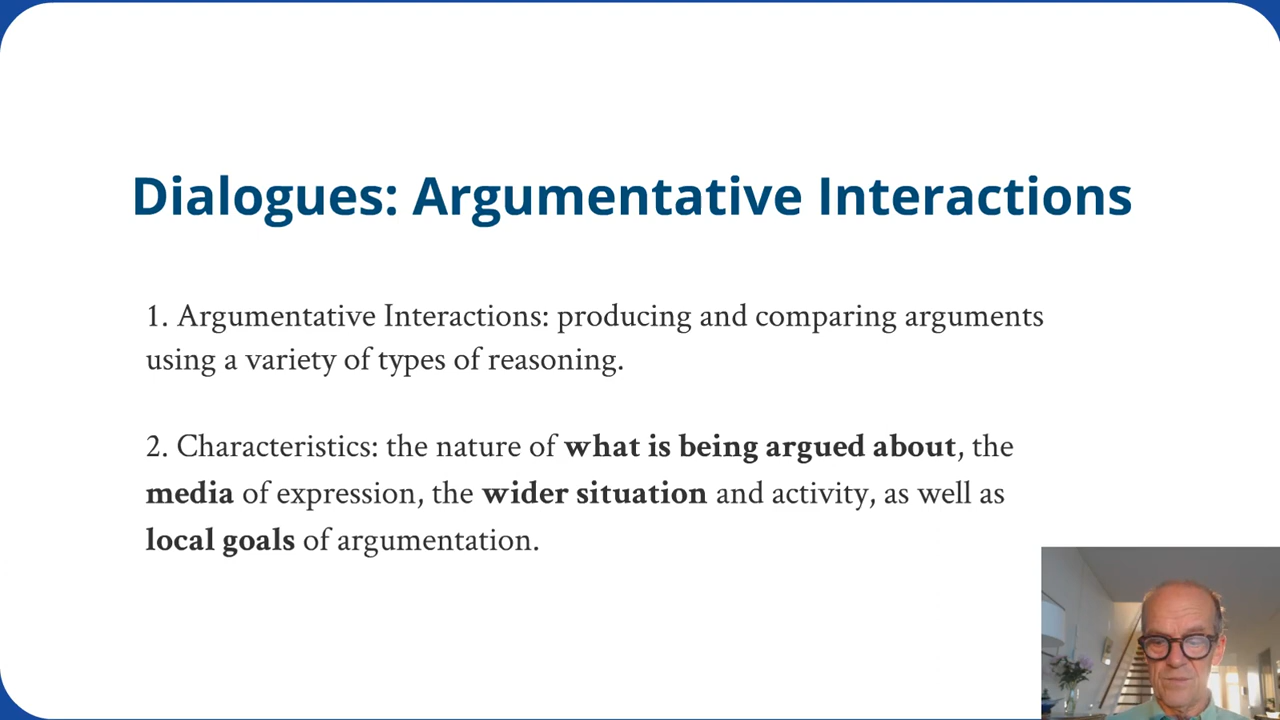 Dialogues: Argumentative Interactions
1. Argumentative Interactions: producing and comparing arguments
using a variety of types of reasoning.
2. Characteristics: the nature of what is being argued about, the
media of expression, the wider situation and activity, as well as
local goals of argumentation.